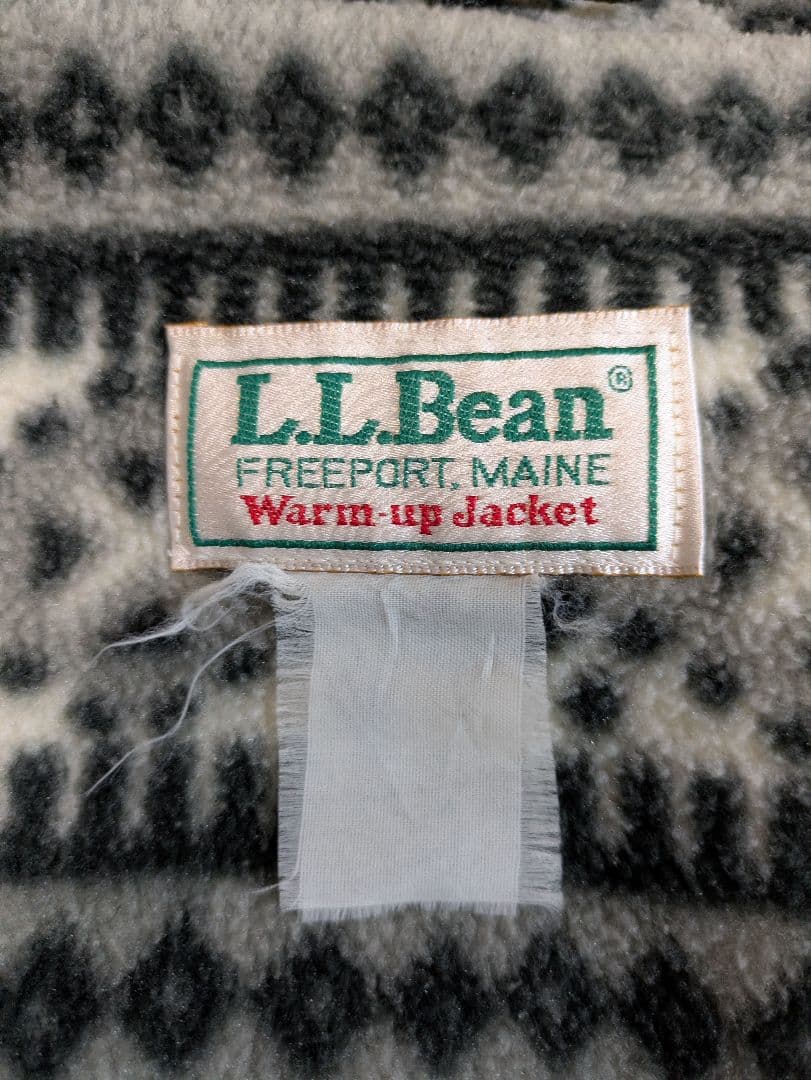 L.L.Bean®
FREEPORT, MAINE
Warm-up Jacket